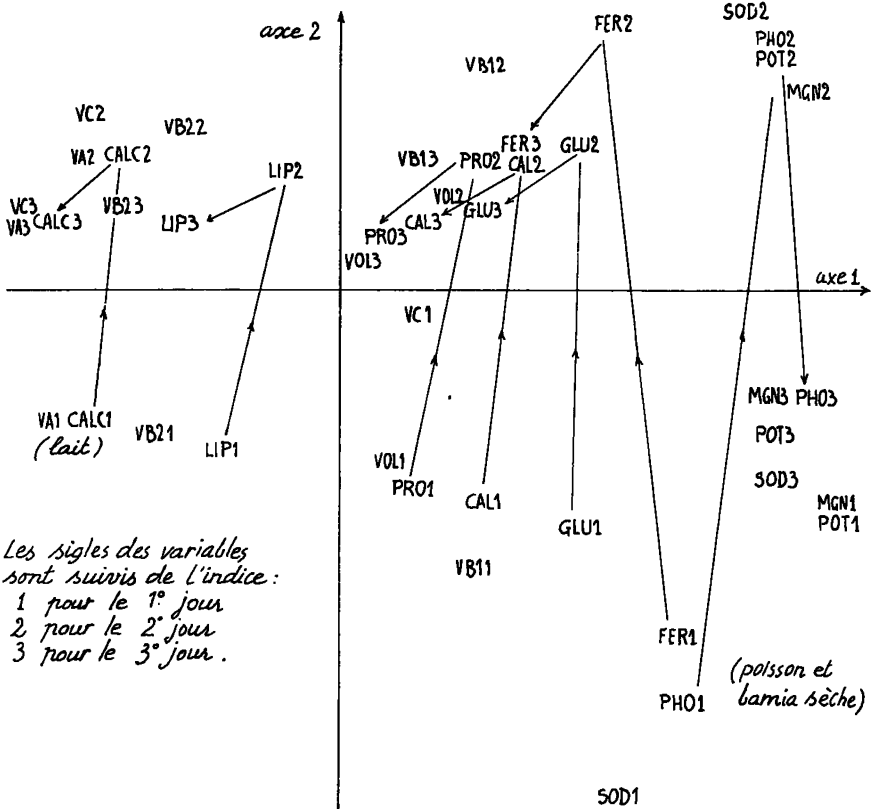 SOD2
axe 2
FER2
PHO2
POT2
VB12
MGN2
VC2
VB22
FER3
GLU2
VA2 CALC2
VB13
PRO2
CAL2
LIP2
VOL2
VC3
VB23
GLU3
VA3 CALC3
LIP3
CAL3
PRO3
VOL3
axe 1
VC1
MGN3 PHO3
VA1 CALC1
(lait)
VB21
LIP1
POT3
VOL1
PRO1
SOD3
CAL1
MGN1
POT1
GLU1
Les sigles des variables
sont suivis de l'indice :
1 pour le 1° jour
2 pour le 2° jour
3 pour le 3° jour .
VB11
FER1
PHO1
(poisson et
bamia sèche)
SOD1